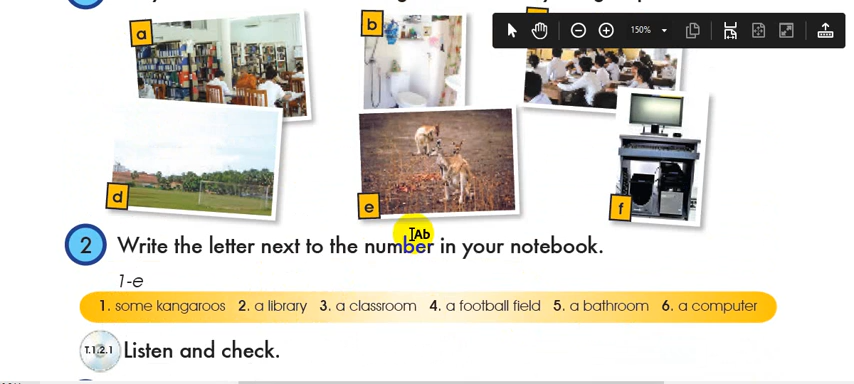 a
b
150%
d
e
f
Ab
2 Write the letter next to the number in your notebook.
1-e
1. some kangaroos 2. a library 3. a classroom 4. a football field 5. a bathroom 6. a computer
T.1.2.1 Listen and check.